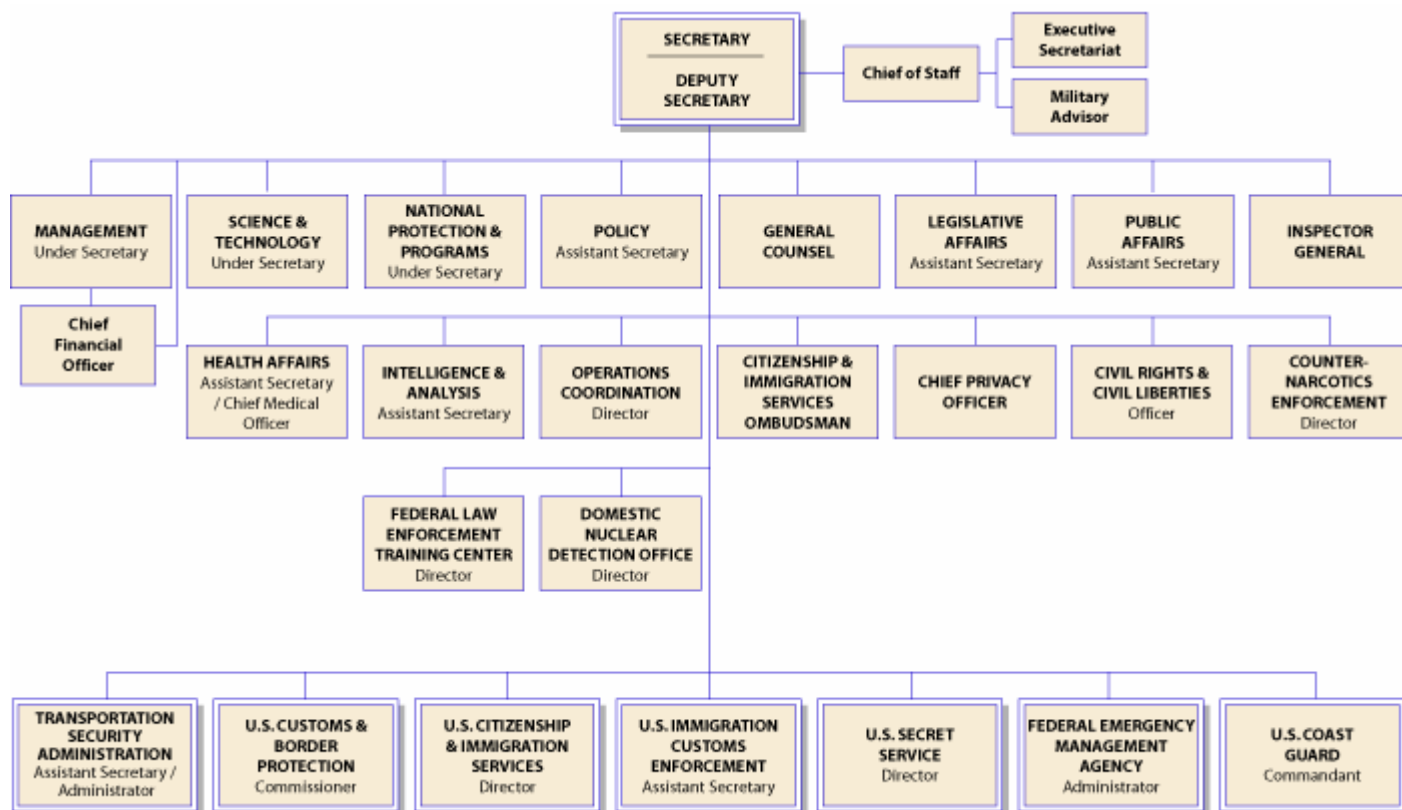 SECRETARY
DEPUTY
SECRETARY
Chief of Staff
Executive
Secretariat
Military
Advisor
MANAGEMENT
Under Secretary
SCIENCE &
TECHNOLOGY
Under Secretary
NATIONAL
PROTECTION &
PROGRAMS
Under Secretary
POLICY
Assistant Secretary
GENERAL
COUNSEL
LEGISLATIVE
AFFAIRS
Assistant Secretary
PUBLIC
AFFAIRS
Assistant Secretary
INSPECTOR
GENERAL
Chief
Financial
Officer
HEALTH AFFAIRS
Assistant Secretary
/ Chief Medical
Officer
INTELLIGENCE &
ANALYSIS
Assistant Secretary
OPERATIONS
COORDINATION
Director
CITIZENSHIP &
IMMIGRATION
SERVICES
OMBUDSMAN
CHIEF PRIVACY
OFFICER
CIVIL RIGHTS &
CIVIL LIBERTIES
Officer
COUNTER-
NARCOTICS
ENFORCEMENT
Director
FEDERAL LAW
ENFORCEMENT
TRAINING CENTER
Director
DOMESTIC
NUCLEAR
DETECTION OFFICE
Director
TRANSPORTATION
SECURITY
ADMINISTRATION
Assistant Secretary /
Administrator
U.S. CUSTOMS &
BORDER
PROTECTION
Commissioner
U.S. CITIZENSHIP
& IMMIGRATION
SERVICES
Director
U.S. IMMIGRATION
CUSTOMS
ENFORCEMENT
Assistant Secretary
U.S. SECRET
SERVICE
Director
FEDERAL EMERGENCY
MANAGEMENT
AGENCY
Administrator
U.S. COAST
GUARD
Commandant